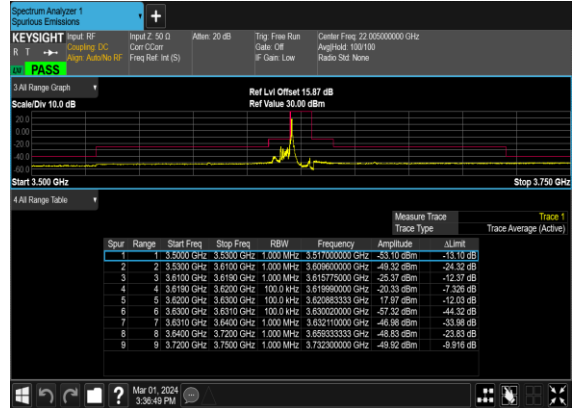 Spectrum Analyzer 1
Spurious Emissions
KEYSIGHT Input: RF Input Z: 50 Ω Atten: 20 dB Trig: Free Run Center Freq: 22.005000000 GHz
R T Coupling: DC Corr CCorr Gate: Off Avg|Hold: 100/100
Align: Auto/No RF Freq Ref: Int (S) IF Gain: Low Radio Std: None
LW PASS
3 All Range Graph
Ref Lvl Offset 15.87 dB
Scale/Div 10.0 dB Ref Value 30.00 dBm
20.0
0.00
-20.0
-40.0
-60.0
Start 3.500 GHz Stop 3.750 GHz
4 All Range Table
Measure Trace Trace 1
Trace Type Trace Average (Active)
Spur Range Start Freq Stop Freq RBW Frequency Amplitude ΔLimit
1 1 3.5000 GHz 3.5300 GHz 1.000 MHz 3.517000000 GHz -53.10 dBm -13.10 dB
2 2 3.5300 GHz 3.6100 GHz 1.000 MHz 3.609600000 GHz -49.32 dBm -24.32 dB
3 3 3.6100 GHz 3.6190 GHz 1.000 MHz 3.615775000 GHz -25.37 dBm -12.37 dB
4 4 3.6190 GHz 3.6200 GHz 100.0 kHz 3.619990000 GHz -20.33 dBm -7.326 dB
5 5 3.6200 GHz 3.6300 GHz 100.0 kHz 3.620883333 GHz 17.97 dBm -12.03 dB
6 6 3.6300 GHz 3.6310 GHz 100.0 kHz 3.630020000 GHz -57.32 dBm -44.32 dB
7 7 3.6310 GHz 3.6400 GHz 1.000 MHz 3.632110000 GHz -46.98 dBm -33.98 dB
8 8 3.6400 GHz 3.7200 GHz 1.000 MHz 3.659333333 GHz -48.83 dBm -23.83 dB
9 9 3.7200 GHz 3.7500 GHz 1.000 MHz 3.732300000 GHz -49.92 dBm -9.916 dB
Mar 01, 2024
3:36:49 PM